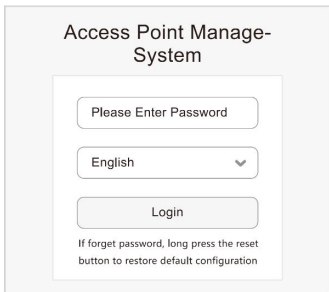 Access Point Manage-
System
Please Enter Password
English
Login
If forget password, long press the reset
button to restore default configuration